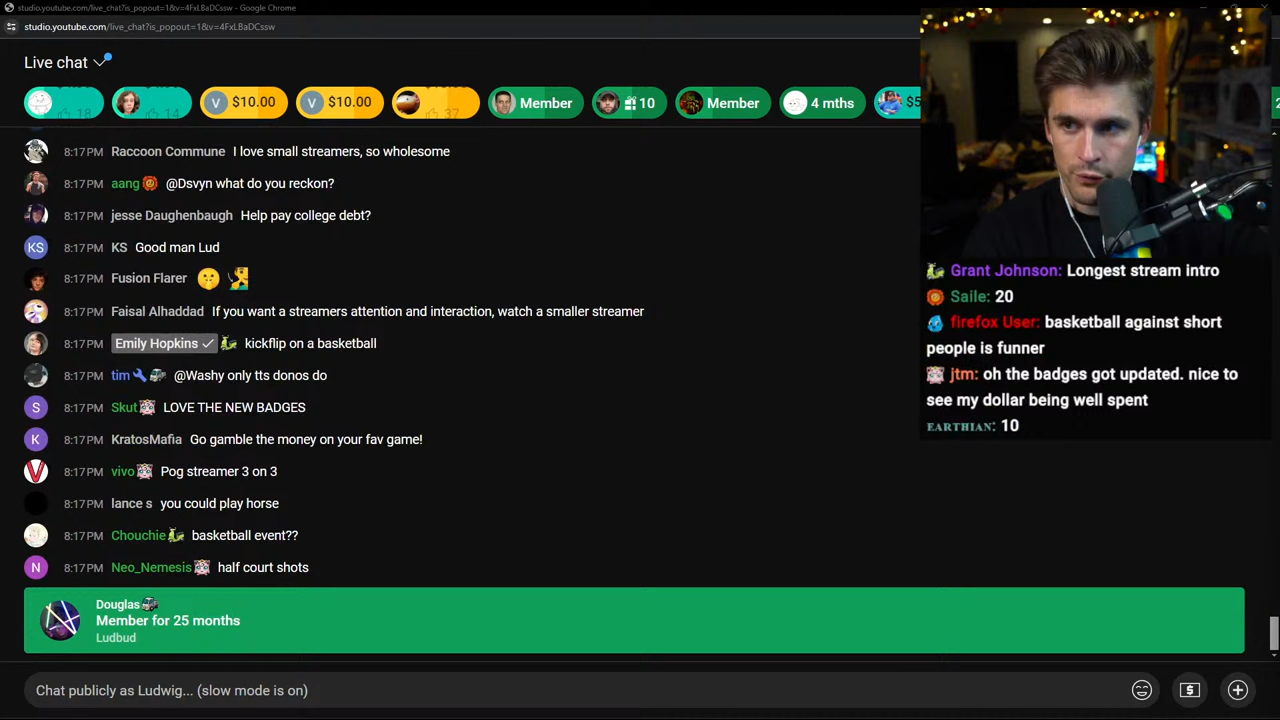 studio.youtube.com/live_chat?is_popout=1&v=4FxLBaDCssw - Google Chrome
studio.youtube.com/live_chat?is_popout=1&v=4FxLBaDCssw
Live chat
18
14
V $10.00
V $10.00
37
Member
10
Member
4 mths
$5
2
8:17 PM Raccoon Commune I love small streamers, so wholesome
8:17 PM aang @Dsvyn what do you reckon?
8:17 PM jesse Daughenbaugh Help pay college debt?
KS 8:17 PM KS Good man Lud
8:17 PM Fusion Flarer
8:17 PM Faisal Alhaddad If you want a streamers attention and interaction, watch a smaller streamer
8:17 PM Emily Hopkins kickflip on a basketball
8:17 PM tim @Washy only tts donos do
S 8:17 PM Skut LOVE THE NEW BADGES
K 8:17 PM KratosMafia Go gamble the money on your fav game!
8:17 PM vivo Pog streamer 3 on 3
8:17 PM lance s you could play horse
8:17 PM Chouchie basketball event??
N 8:17 PM Neo_Nemesis half court shots
Douglas
Member for 25 months
Ludbud
Chat publicly as Ludwig... (slow mode is on)
Grant Johnson: Longest stream intro
Saile: 20
firefox User: basketball against short
people is funner
jtm: oh the badges got updated. nice to
see my dollar being well spent
ᴇᴀʀᴛʜɪᴀɴ: 10